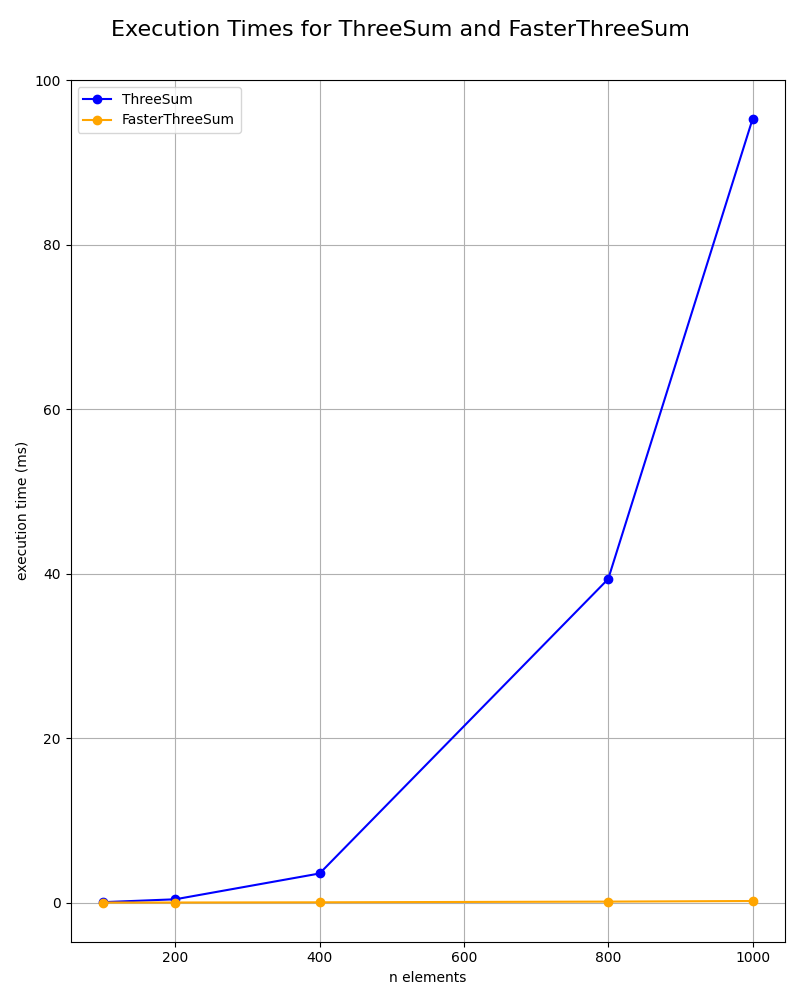 Execution Times for ThreeSum and FasterThreeSum
ThreeSum
FasterThreeSum
100
80
60
40
20
0
execution time (ms)
200 400 600 800 1000
n elements